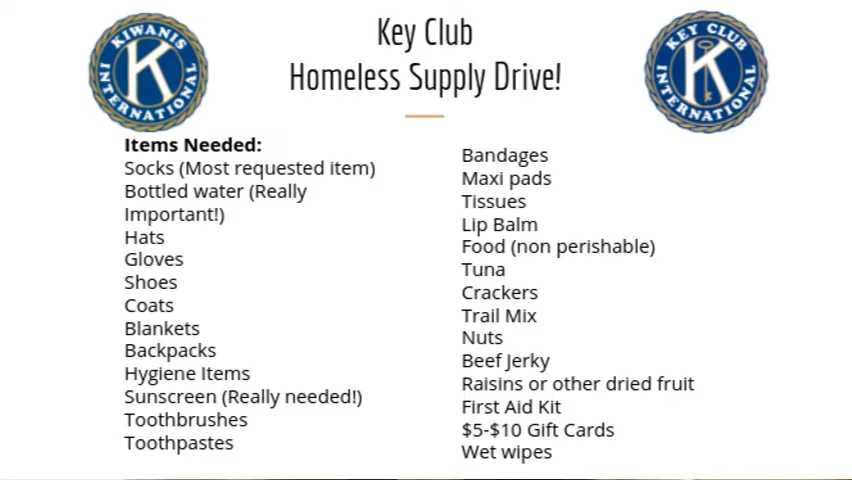 KIWANIS
INTERNATIONAL
K
Key Club
Homeless Supply Drive!
KEY CLUB
INTERNATIONAL
K
Items Needed:
Socks (Most requested item)
Bottled water (Really
Important!)
Hats
Gloves
Shoes
Coats
Blankets
Backpacks
Hygiene Items
Sunscreen (Really needed!)
Toothbrushes
Toothpastes
Bandages
Maxi pads
Tissues
Lip Balm
Food (non perishable)
Tuna
Crackers
Trail Mix
Nuts
Beef Jerky
Raisins or other dried fruit
First Aid Kit
$5-$10 Gift Cards
Wet wipes